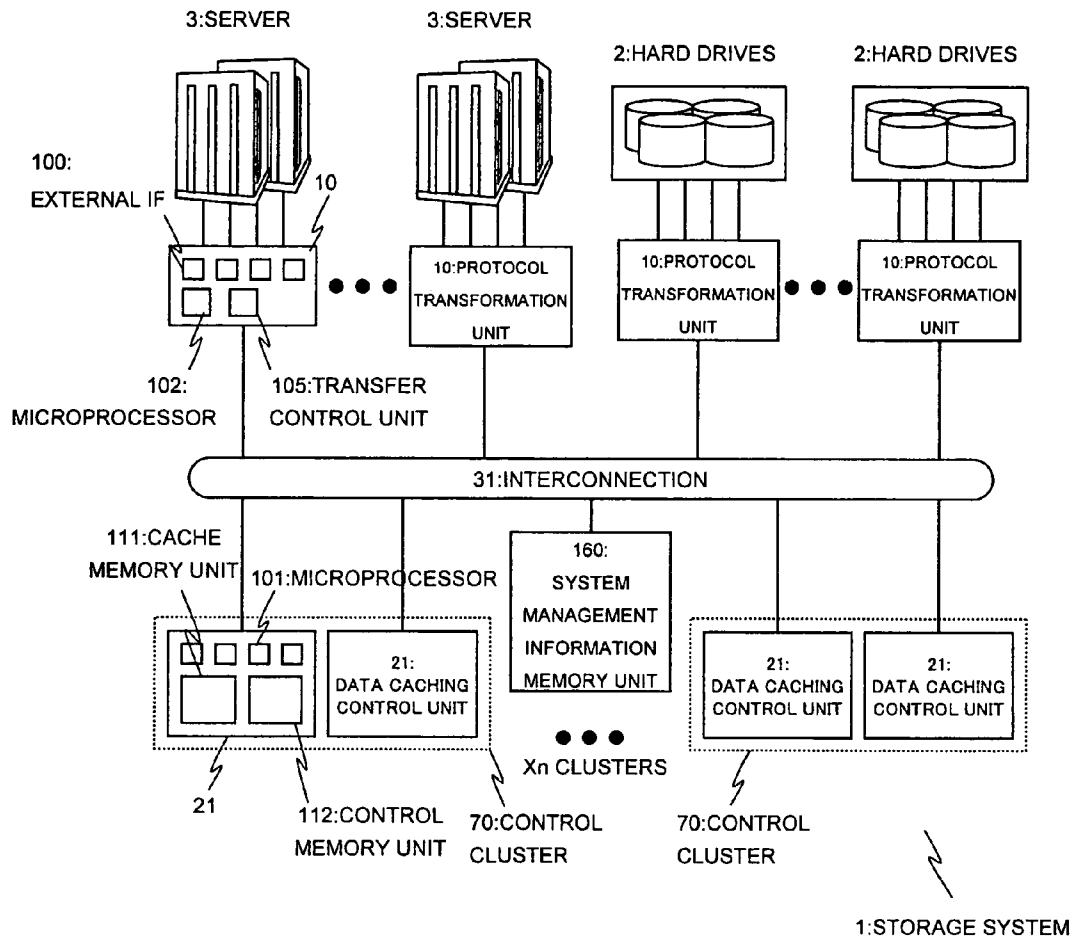 3:SERVER
3:SERVER
2:HARD DRIVES
2:HARD DRIVES
100:
EXTERNAL IF
10
10:PROTOCOL
TRANSFORMATION
UNIT
10:PROTOCOL
TRANSFORMATION
UNIT
10:PROTOCOL
TRANSFORMATION
UNIT
102:
MICROPROCESSOR
105:TRANSFER
CONTROL UNIT
31:INTERCONNECTION
111:CACHE
MEMORY UNIT
101:MICROPROCESSOR
160:
SYSTEM
MANAGEMENT
INFORMATION
MEMORY UNIT
21:
DATA CACHING
CONTROL UNIT
21:
DATA CACHING
CONTROL UNIT
21:
DATA CACHING
CONTROL UNIT
Xn CLUSTERS
21
112:CONTROL
MEMORY UNIT
70:CONTROL
CLUSTER
70:CONTROL
CLUSTER
1:STORAGE SYSTEM